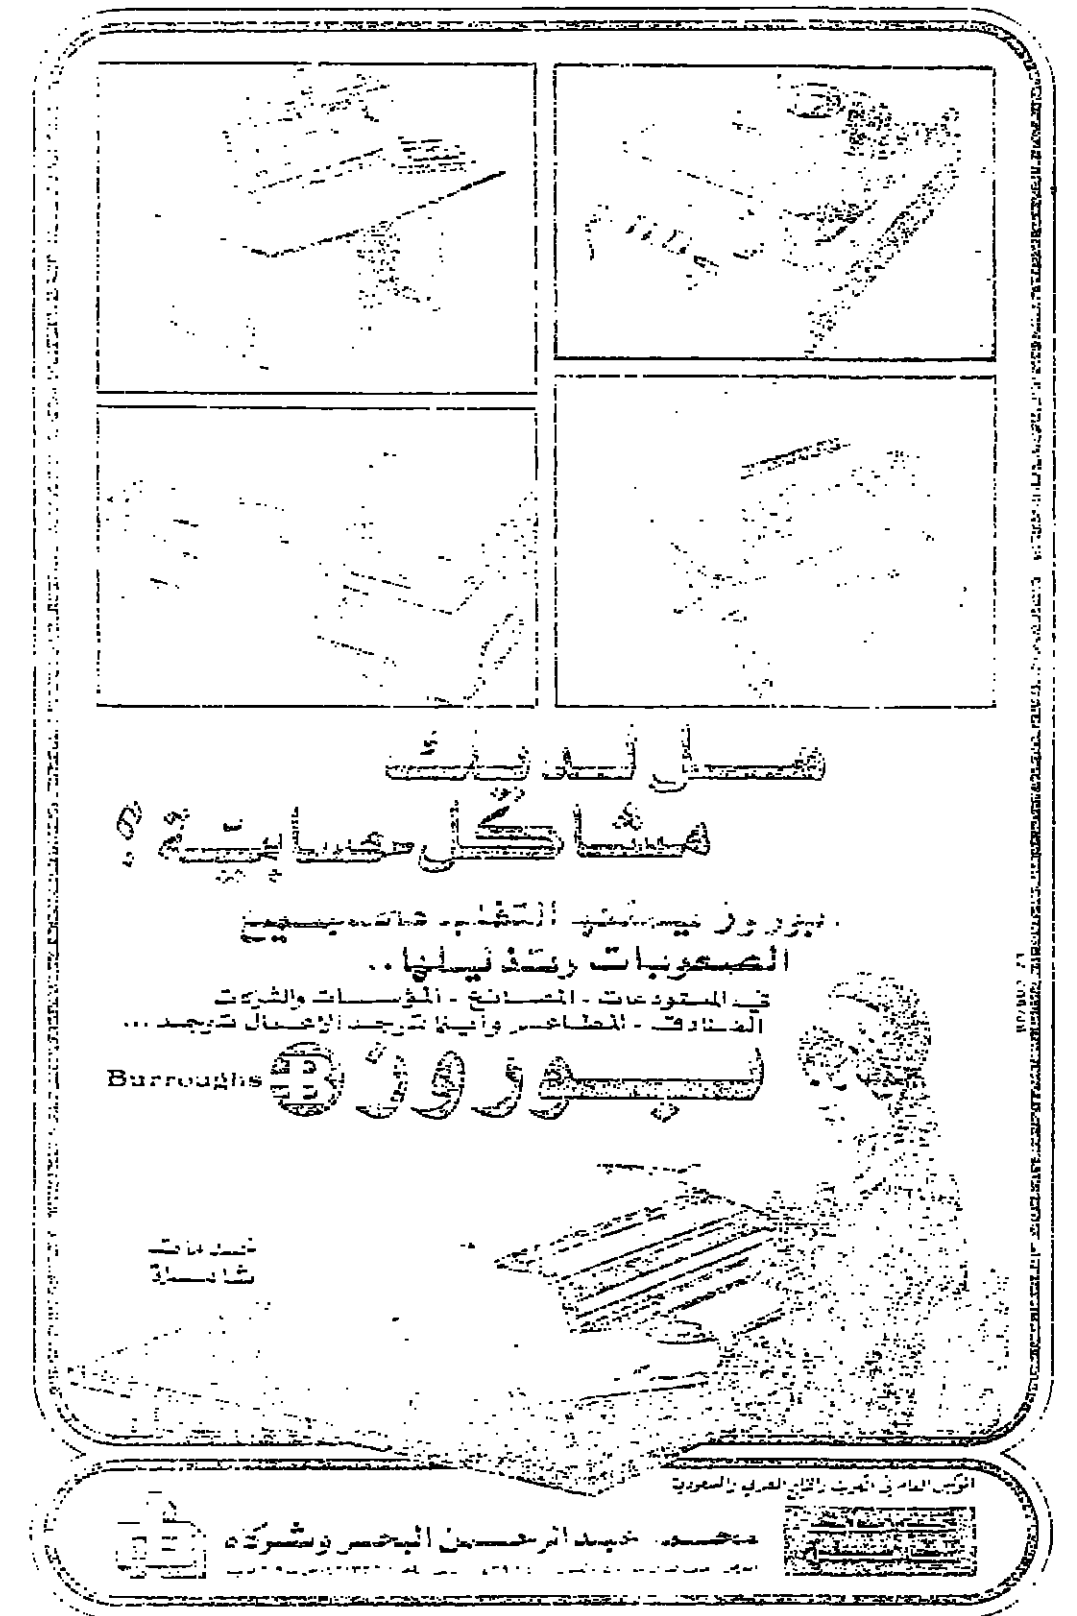 هل لديك
مشاكل حسابية؟
بوروز يستطيع التغلب على جميع
الصعوبات وتذليلها..
في المستودعات - المصانع - المؤسسات والشركات
الفنادق - المطاعم وأينما توجد الأعمال توجد...
بوروز B Burroughs
خدمات
الوكيل العام في الكويت والخليج العربي والسعودية
محمد عبد الرحمن البحر وشركاه